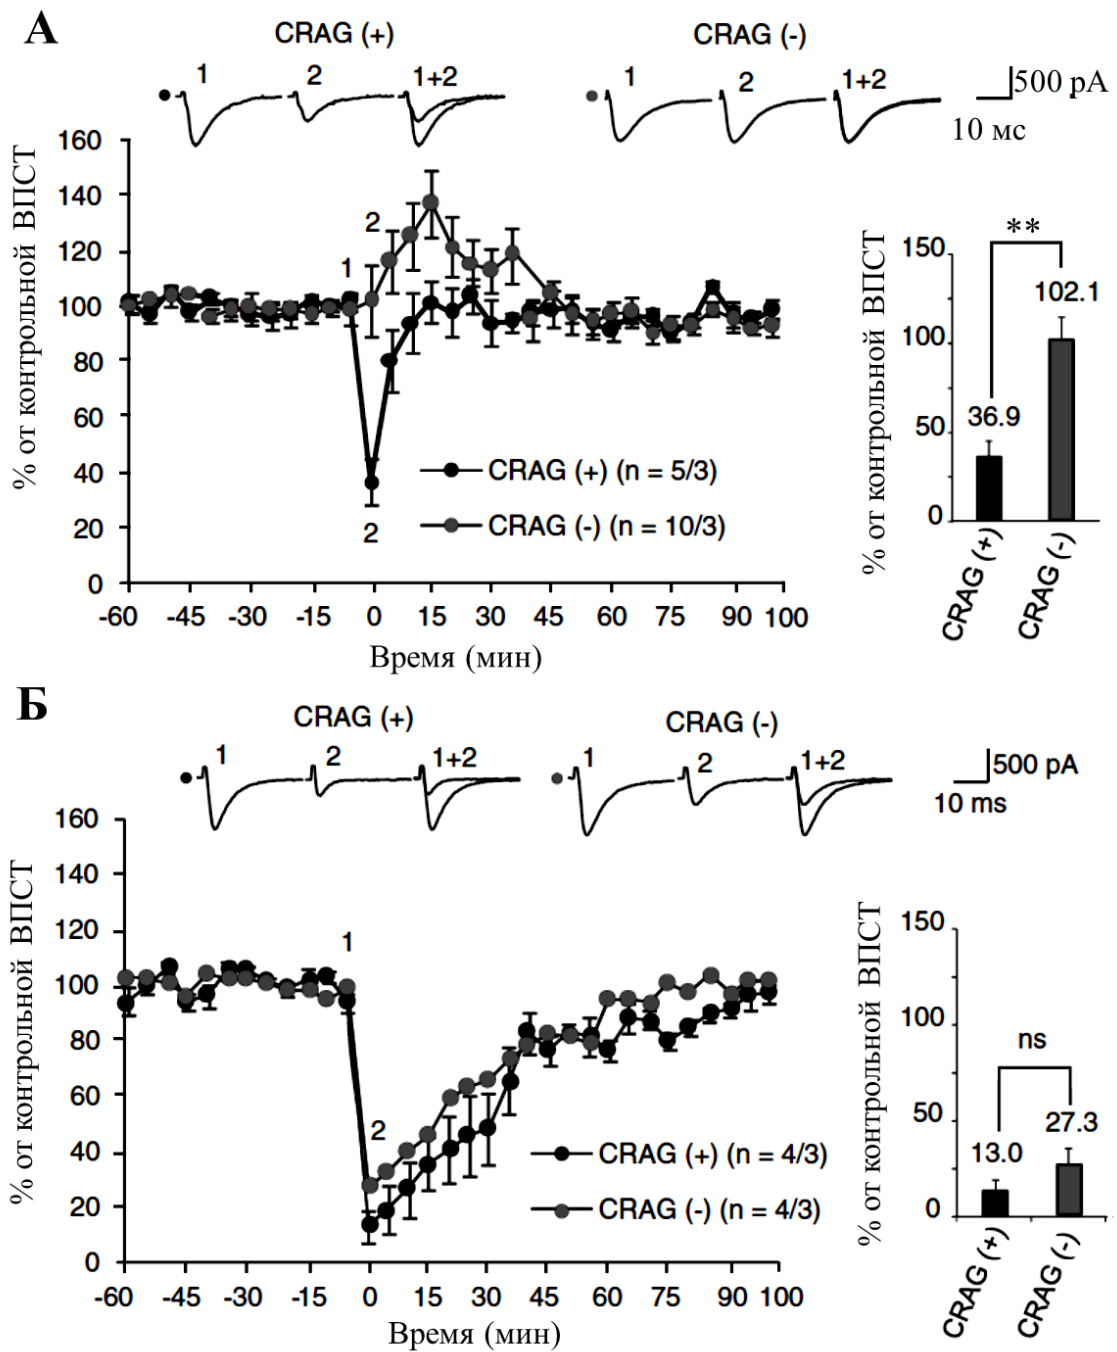 А
CRAG (+)
CRAG (-)
1
2
1+2
1
2
1+2
500 pA
10 мс
% от контрольной ВПСТ
160
140
120
100
80
60
40
20
0
1
2
2
CRAG (+) (n = 5/3)
CRAG (-) (n = 10/3)
-60
-45
-30
-15
0
15
30
45
60
75
90
100
Время (мин)
% от контрольной ВПСТ
150
100
50
0
**
36.9
102.1
CRAG (+)
CRAG (-)
Б
CRAG (+)
CRAG (-)
1
2
1+2
1
2
1+2
500 pA
10 ms
% от контрольной ВПСТ
160
140
120
100
80
60
40
20
0
1
2
CRAG (+) (n = 4/3)
CRAG (-) (n = 4/3)
-60
-45
-30
-15
0
15
30
45
60
75
90
100
Время (мин)
% от контрольной ВПСТ
150
100
50
0
ns
13.0
27.3
CRAG (+)
CRAG (-)